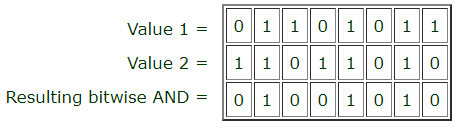 Value 1 = 0 1 1 0 1 0 1 1
Value 2 = 1 1 0 1 1 0 1 0
Resulting bitwise AND = 0 1 0 0 1 0 1 0